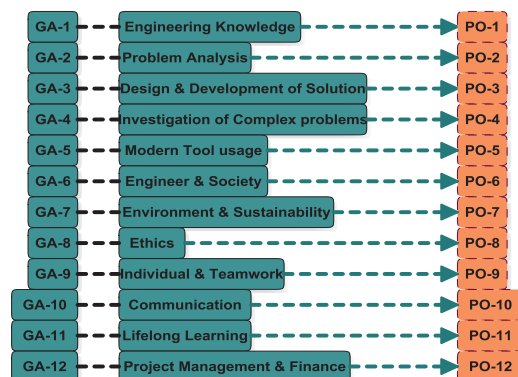 GA-1 Engineering Knowledge PO-1
GA-2 Problem Analysis PO-2
GA-3 Design & Development of Solution PO-3
GA-4 Investigation of Complex problems PO-4
GA-5 Modern Tool usage PO-5
GA-6 Engineer & Society PO-6
GA-7 Environment & Sustainability PO-7
GA-8 Ethics PO-8
GA-9 Individual & Teamwork PO-9
GA-10 Communication PO-10
GA-11 Lifelong Learning PO-11
GA-12 Project Management & Finance PO-12